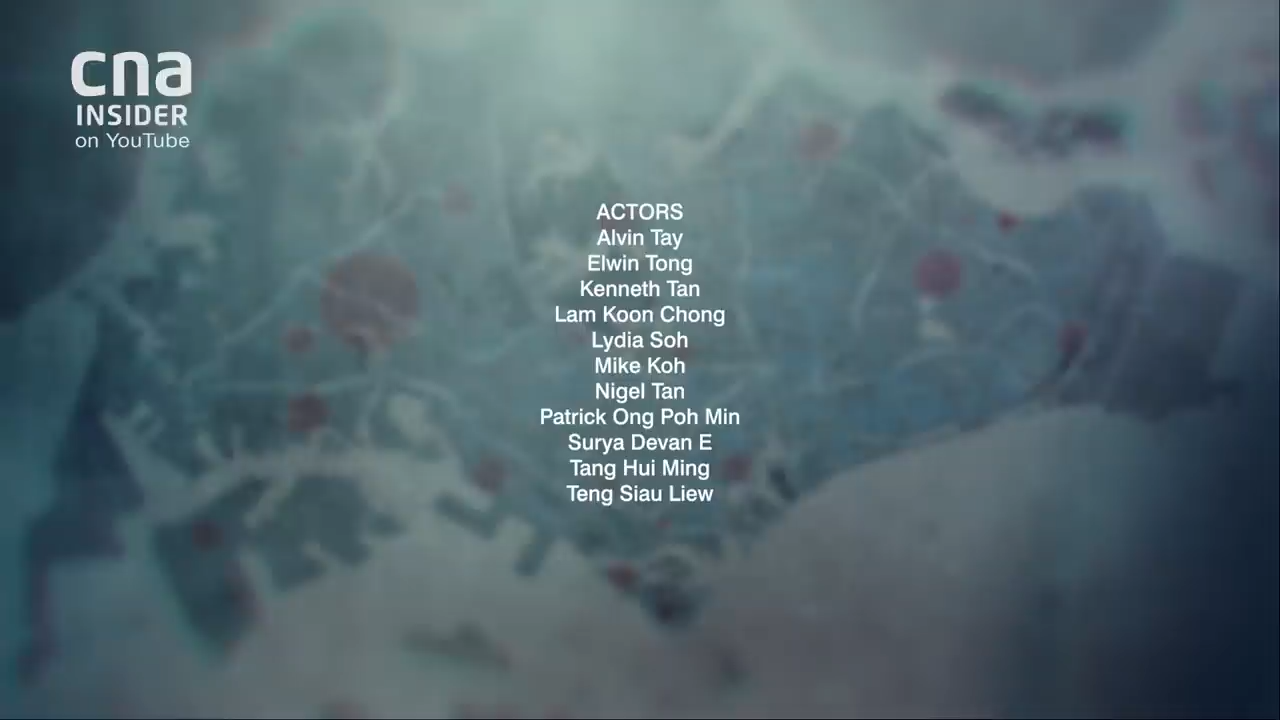 cna
INSIDER
on YouTube
ACTORS
Alvin Tay
Elwin Tong
Kenneth Tan
Lam Koon Chong
Lydia Soh
Mike Koh
Nigel Tan
Patrick Ong Poh Min
Surya Devan E
Tang Hui Ming
Teng Siau Liew